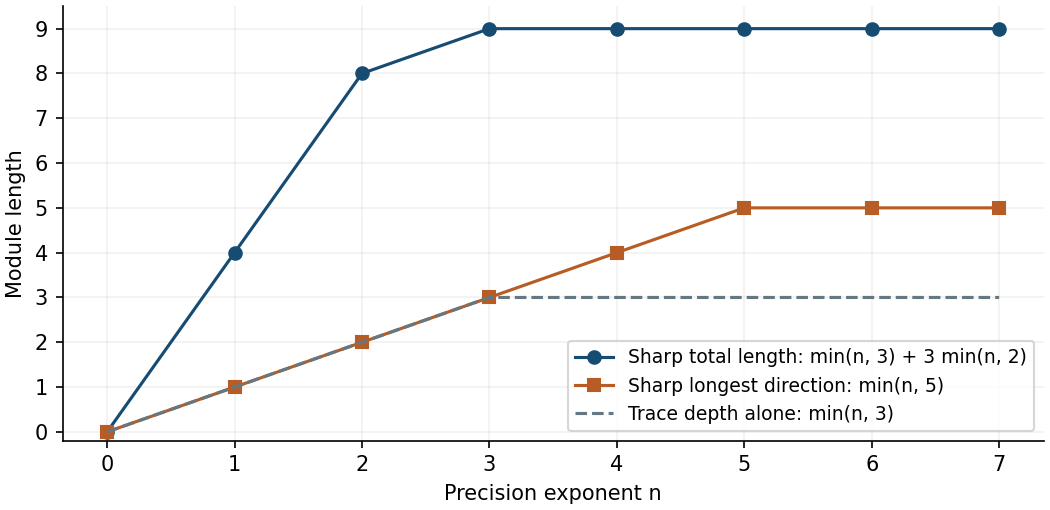 9
8
7
6
5
4
3
2
1
0
Module length
0 1 2 3 4 5 6 7
Precision exponent n
Sharp total length: min(n, 3) + 3 min(n, 2)
Sharp longest direction: min(n, 5)
Trace depth alone: min(n, 3)